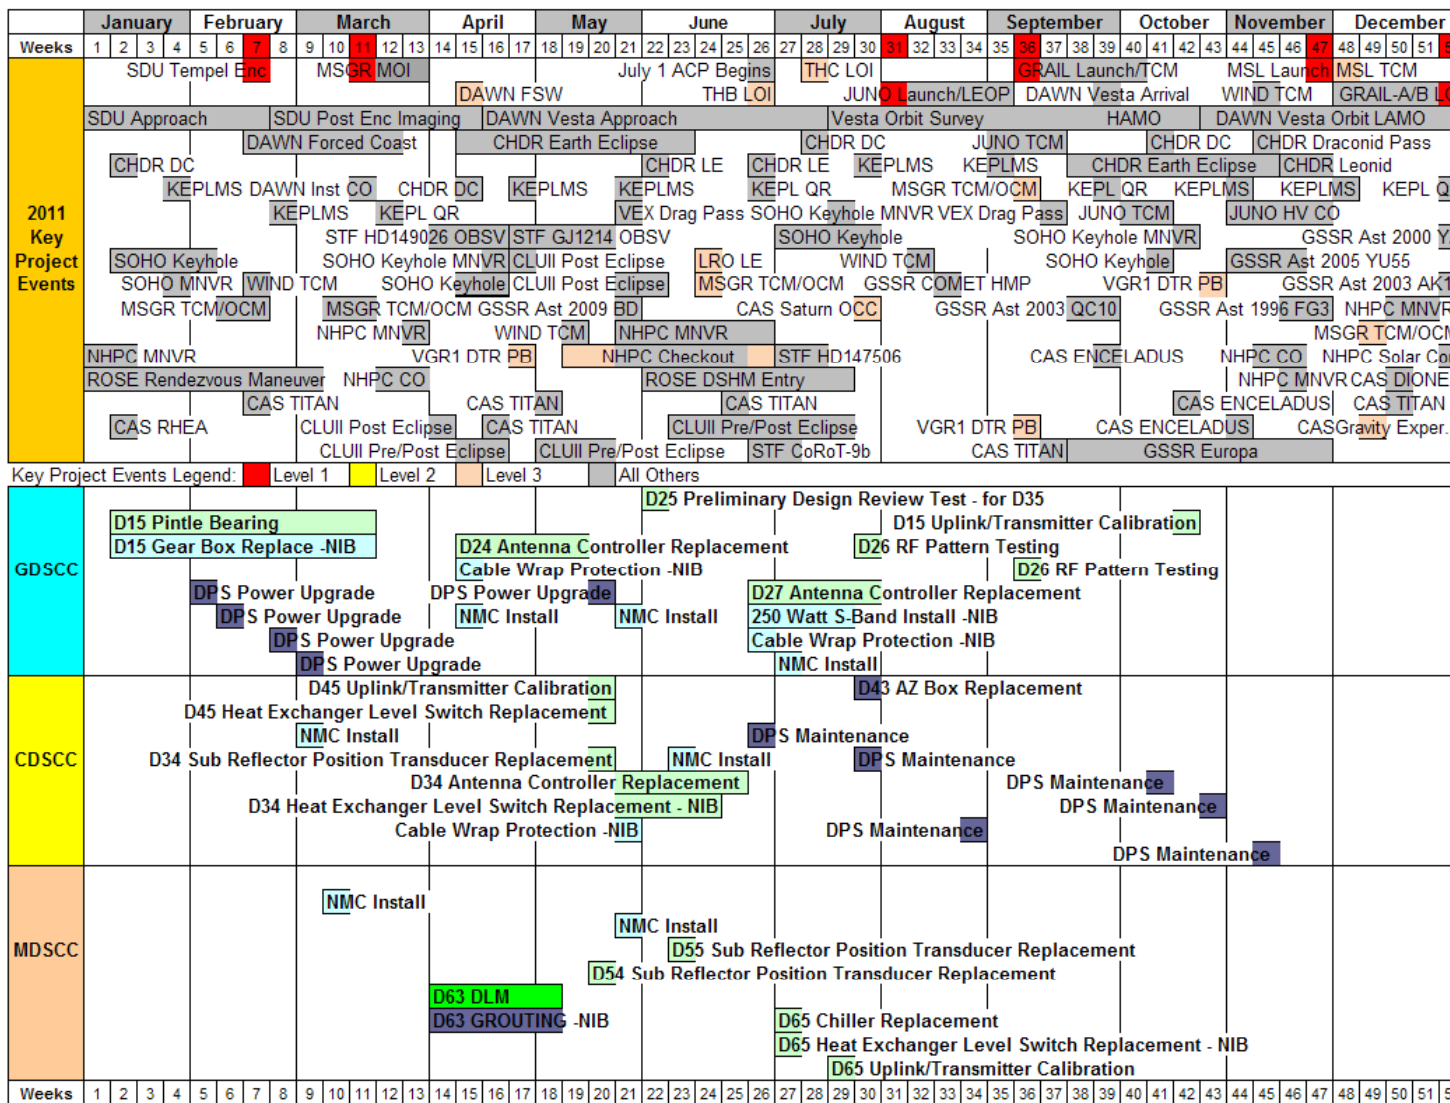 January February March April May June July August September October November December
Weeks 1 2 3 4 5 6 7 8 9 10 11 12 13 14 15 16 17 18 19 20 21 22 23 24 25 26 27 28 29 30 31 32 33 34 35 36 37 38 39 40 41 42 43 44 45 46 47 48 49 50 51
2011 Key Project Events
SDU Tempel Enc MSGR MOI July 1 ACP Begins THC LOI GRAIL Launch/TCM MSL Launch MSL TCM
DAWN FSW THB LOI JUNO Launch/LEOP DAWN Vesta Arrival WIND TCM GRAIL-A/B
SDU Approach SDU Post Enc Imaging DAWN Vesta Approach Vesta Orbit Survey HAMO DAWN Vesta Orbit LAMO
DAWN Forced Coast CHDR Earth Eclipse CHDR DC JUNO TCM CHDR DC CHDR Draconid Pass
CHDR DC CHDR LE CHDR LE KEPLMS KEPLMS CHDR Earth Eclipse CHDR Leonid
KEPLMS DAWN Inst CO CHDR DC KEPLMS KEPLMS KEPL QR MSGR TCM/OCM KEPL QR KEPLMS KEPLMS KEPL
KEPLMS KEPL QR VEX Drag Pass SOHO Keyhole MNVR VEX Drag Pass JUNO TCM JUNO HV CO
STF HD149026 OBSV STF GJ1214 OBSV SOHO Keyhole SOHO Keyhole MNVR GSSR Ast 2000
SOHO Keyhole SOHO Keyhole MNVR CLUII Post Eclipse LRO LE WIND TCM SOHO Keyhole GSSR Ast 2005 YU55
SOHO MNVR WIND TCM SOHO Keyhole CLUII Post Eclipse MSGR TCM/OCM GSSR COMET HMP VGR1 DTR PB GSSR Ast 2003
MSGR TCM/OCM MSGR TCM/OCM GSSR Ast 2009 BD CAS Saturn OCC GSSR Ast 2003 QC10 GSSR Ast 1996 FG3 NHPC MNVR
NHPC MNVR WIND TCM NHPC MNVR MSGR TCM/OCM
NHPC MNVR VGR1 DTR PB NHPC Checkout STF HD147506 CAS ENCELADUS NHPC CO NHPC Solar
ROSE Rendezvous Maneuver NHPC CO ROSE DSHM Entry NHPC MNVR CAS DIONE
CAS TITAN CAS TITAN CAS TITAN CAS ENCELADUS CAS TITAN
CAS RHEA CLUII Post Eclipse CAS TITAN CLUII Pre/Post Eclipse VGR1 DTR PB CAS ENCELADUS CASGravity Exper.
CLUII Pre/Post Eclipse CLUII Pre/Post Eclipse STF CoRoT-9b CAS TITAN GSSR Europa
Key Project Events Legend: Level 1 Level 2 Level 3 All Others
GDSCC
D25 Preliminary Design Review Test - for D35
D15 Pintle Bearing D15 Uplink/Transmitter Calibration
D15 Gear Box Replace -NIB D24 Antenna Controller Replacement D26 RF Pattern Testing
Cable Wrap Protection -NIB D26 RF Pattern Testing
DPS Power Upgrade DPS Power Upgrade D27 Antenna Controller Replacement
DPS Power Upgrade NMC Install NMC Install 250 Watt S-Band Install -NIB
DPS Power Upgrade Cable Wrap Protection -NIB
DPS Power Upgrade NMC Install
CDSCC
D45 Uplink/Transmitter Calibration D43 AZ Box Replacement
D45 Heat Exchanger Level Switch Replacement
NMC Install DPS Maintenance
D34 Sub Reflector Position Transducer Replacement NMC Install DPS Maintenance
D34 Antenna Controller Replacement DPS Maintenance
D34 Heat Exchanger Level Switch Replacement - NIB DPS Maintenance
Cable Wrap Protection -NIB DPS Maintenance
DPS Maintenance
MDSCC
NMC Install
NMC Install
D55 Sub Reflector Position Transducer Replacement
D54 Sub Reflector Position Transducer Replacement
D63 DLM
D63 GROUTING -NIB D65 Chiller Replacement
D65 Heat Exchanger Level Switch Replacement - NIB
D65 Uplink/Transmitter Calibration
Weeks 1 2 3 4 5 6 7 8 9 10 11 12 13 14 15 16 17 18 19 20 21 22 23 24 25 26 27 28 29 30 31 32 33 34 35 36 37 38 39 40 41 42 43 44 45 46 47 48 49 50 51